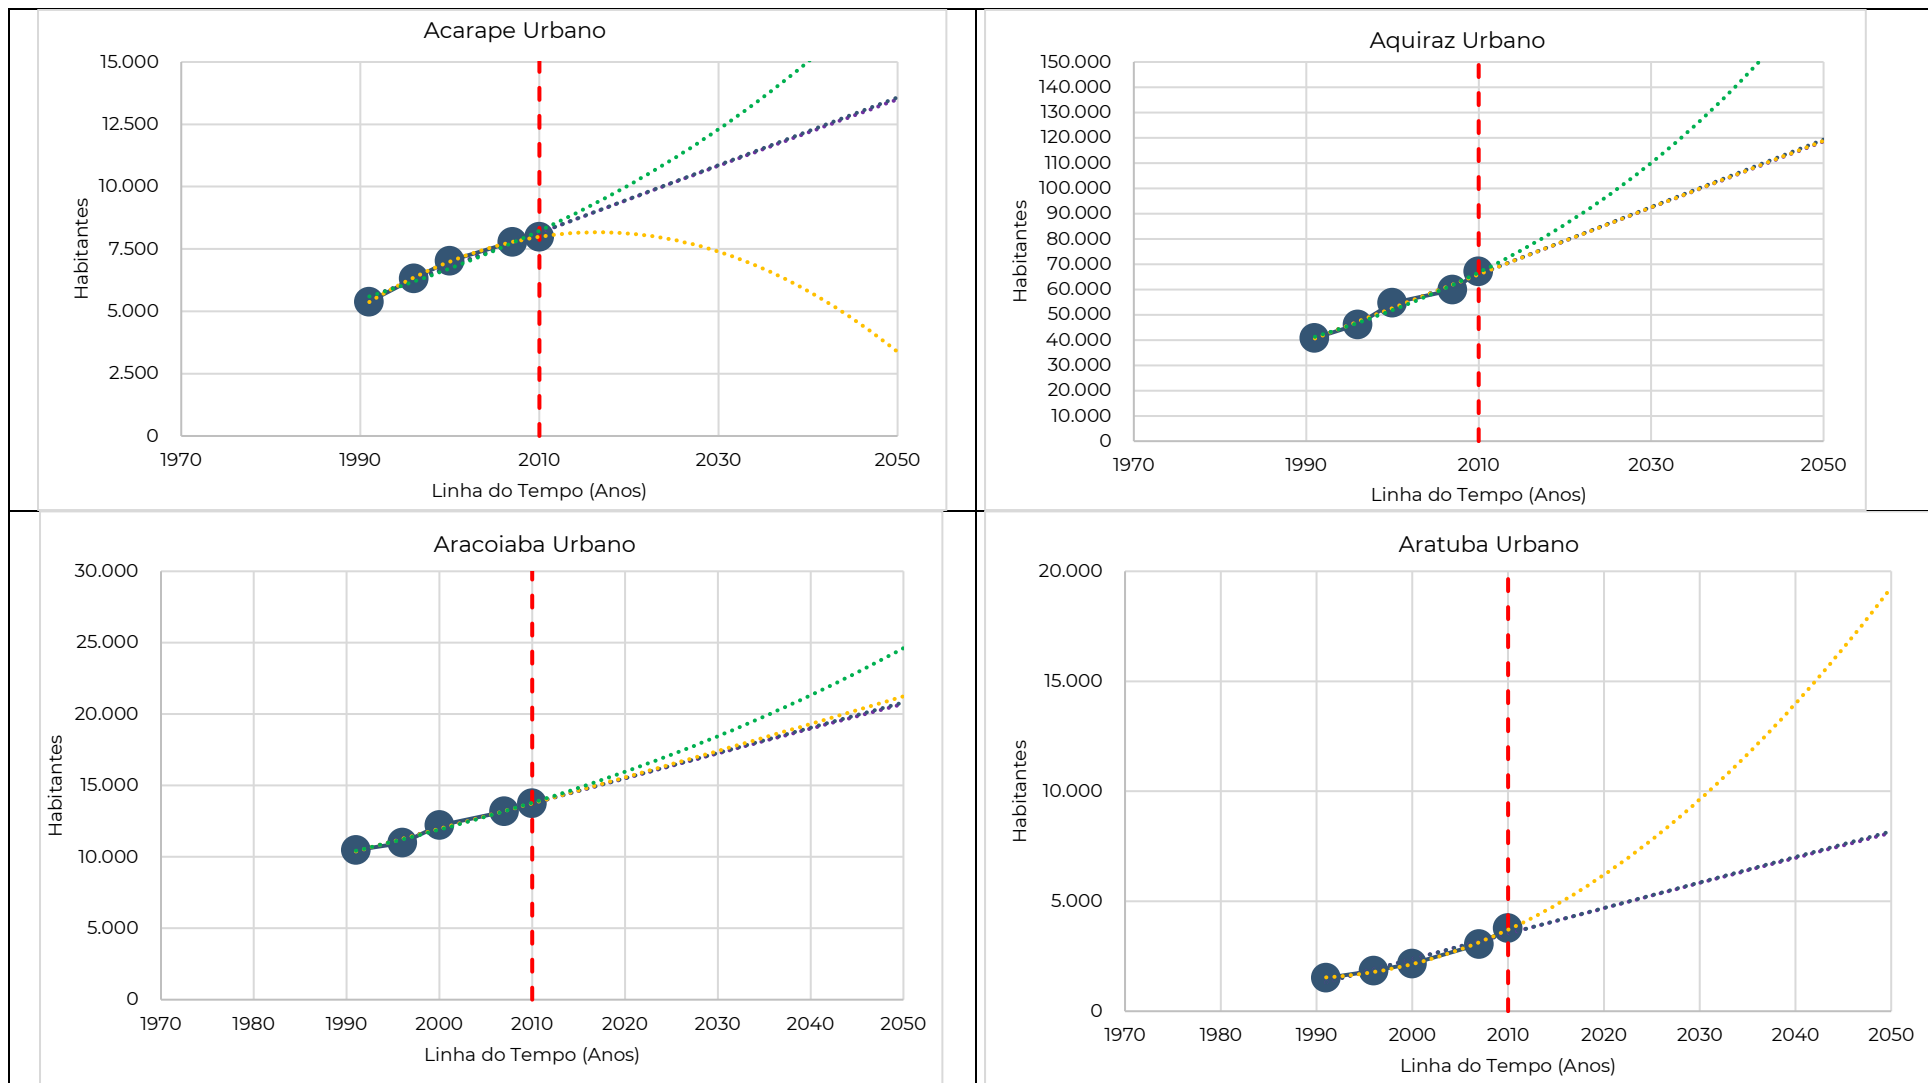 Acarape Urbano
15.000
12.500
10.000
7.500
5.000
2.500
0
Habitantes
1970 1990 2010 2030 2050
Linha do Tempo (Anos)
Aquiraz Urbano
150.000
140.000
130.000
120.000
110.000
100.000
90.000
80.000
70.000
60.000
50.000
40.000
30.000
20.000
10.000
0
Habitantes
1970 1990 2010 2030 2050
Linha do Tempo (Anos)
Aracoiaba Urbano
30.000
25.000
20.000
15.000
10.000
5.000
0
Habitantes
1970 1980 1990 2000 2010 2020 2030 2040 2050
Linha do Tempo (Anos)
Aratuba Urbano
20.000
15.000
10.000
5.000
0
Habitantes
1970 1980 1990 2000 2010 2020 2030 2040 2050
Linha do Tempo (Anos)